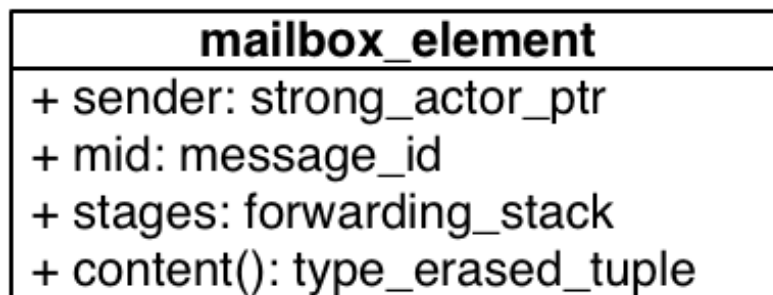 mailbox_element
+ sender: strong_actor_ptr
+ mid: message_id
+ stages: forwarding_stack
+ content(): type_erased_tuple